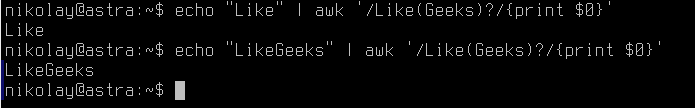 nikolay@astra:~$ echo "Like" | awk '/Like(Geeks)?/{print $0}'
Like
nikolay@astra:~$ echo "LikeGeeks" | awk '/Like(Geeks)?/{print $0}'
LikeGeeks
nikolay@astra:~$